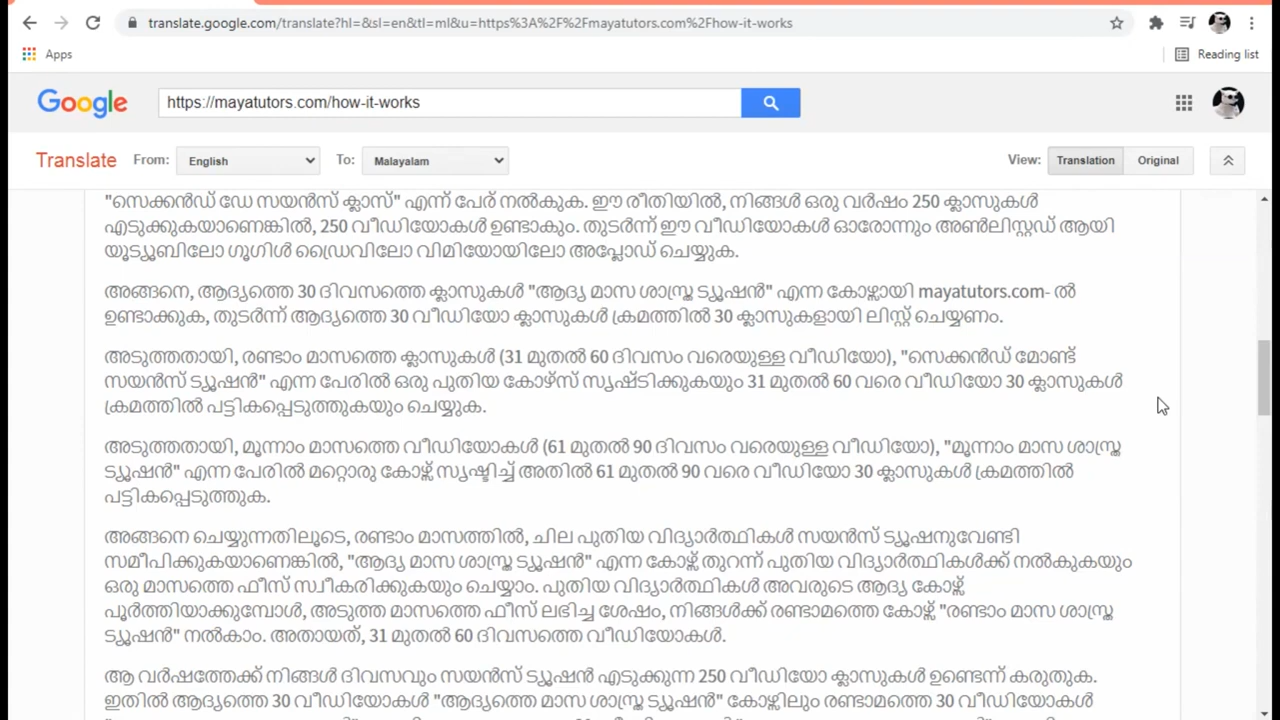 translate.google.com/translate?hl=&sl=en&tl=ml&u=https%3A%2F%2Fmayatutors.com%2Fhow-it-works
Apps
Reading list
Google
https://mayatutors.com/how-it-works
Translate From: English To: Malayalam View: Translation Original
"സെക്കൻഡ് ഡേ സയൻസ് ക്ലാസ്" എന്ന് പേര് നൽകുക. ഈ രീതിയിൽ, നിങ്ങൾ ഒരു വർഷം 250 ക്ലാസുകൾ
എടുക്കുകയാണെങ്കിൽ, 250 വീഡിയോകൾ ഉണ്ടാകും. തുടർന്ന് ഈ വീഡിയോകൾ ഓരോന്നും അൺലിസ്റ്റഡ് ആയി
യൂട്യൂബിലോ ഗൂഗിൾ ഡ്രൈവിലോ വിമിയോയിലോ അപ്ലോഡ് ചെയ്യുക.
അങ്ങനെ, ആദ്യത്തെ 30 ദിവസത്തെ ക്ലാസുകൾ "ആദ്യ മാസ ശാസ്ത്ര ട്യൂഷൻ" എന്ന കോഴ്സായി mayatutors.com- ൽ
ഉണ്ടാക്കുക, തുടർന്ന് ആദ്യത്തെ 30 വീഡിയോ ക്ലാസുകൾ ക്രമത്തിൽ 30 ക്ലാസുകളായി ലിസ്റ്റ് ചെയ്യണം.
അടുത്തതായി, രണ്ടാം മാസത്തെ ക്ലാസുകൾ (31 മുതൽ 60 ദിവസം വരെയുള്ള വീഡിയോ), "സെക്കൻഡ് മോണ്ട്
സയൻസ് ട്യൂഷൻ" എന്ന പേരിൽ ഒരു പുതിയ കോഴ്സ് സൃഷ്ടിക്കുകയും 31 മുതൽ 60 വരെ വീഡിയോ 30 ക്ലാസുകൾ
ക്രമത്തിൽ പട്ടികപ്പെടുത്തുകയും ചെയ്യുക.
അടുത്തതായി, മൂന്നാം മാസത്തെ വീഡിയോകൾ (61 മുതൽ 90 ദിവസം വരെയുള്ള വീഡിയോ), "മൂന്നാം മാസ ശാസ്ത്ര
ട്യൂഷൻ" എന്ന പേരിൽ മറ്റൊരു കോഴ്സ് സൃഷ്ടിച്ച് അതിൽ 61 മുതൽ 90 വരെ വീഡിയോ 30 ക്ലാസുകൾ ക്രമത്തിൽ
പട്ടികപ്പെടുത്തുക.
അങ്ങനെ ചെയ്യുന്നതിലൂടെ, രണ്ടാം മാസത്തിൽ, ചില പുതിയ വിദ്യാർത്ഥികൾ സയൻസ് ട്യൂഷനുവേണ്ടി
സമീപിക്കുകയാണെങ്കിൽ, "ആദ്യ മാസ ശാസ്ത്ര ട്യൂഷൻ" എന്ന കോഴ്സ് തുറന്ന് പുതിയ വിദ്യാർത്ഥികൾക്ക് നൽകുകയും
ഒരു മാസത്തെ ഫീസ് സ്വീകരിക്കുകയും ചെയ്യാം. പുതിയ വിദ്യാർത്ഥികൾ അവരുടെ ആദ്യ കോഴ്സ്
പൂർത്തിയാക്കുമ്പോൾ, അടുത്ത മാസത്തെ ഫീസ് ലഭിച്ച ശേഷം, നിങ്ങൾക്ക് രണ്ടാമത്തെ കോഴ്സ് "രണ്ടാം മാസ ശാസ്ത്ര
ട്യൂഷൻ" നൽകാം. അതായത്, 31 മുതൽ 60 ദിവസത്തെ വീഡിയോകൾ.
ആ വർഷത്തേക്ക് നിങ്ങൾ ദിവസവും സയൻസ് ട്യൂഷൻ എടുക്കുന്ന 250 വീഡിയോ ക്ലാസുകൾ ഉണ്ടെന്ന് കരുതുക.
ഇതിൽ ആദ്യത്തെ 30 വീഡിയോകൾ "ആദ്യത്തെ മാസ ശാസ്ത്ര ട്യൂഷൻ" കോഴ്സിലും രണ്ടാമത്തെ 30 വീഡിയോകൾ